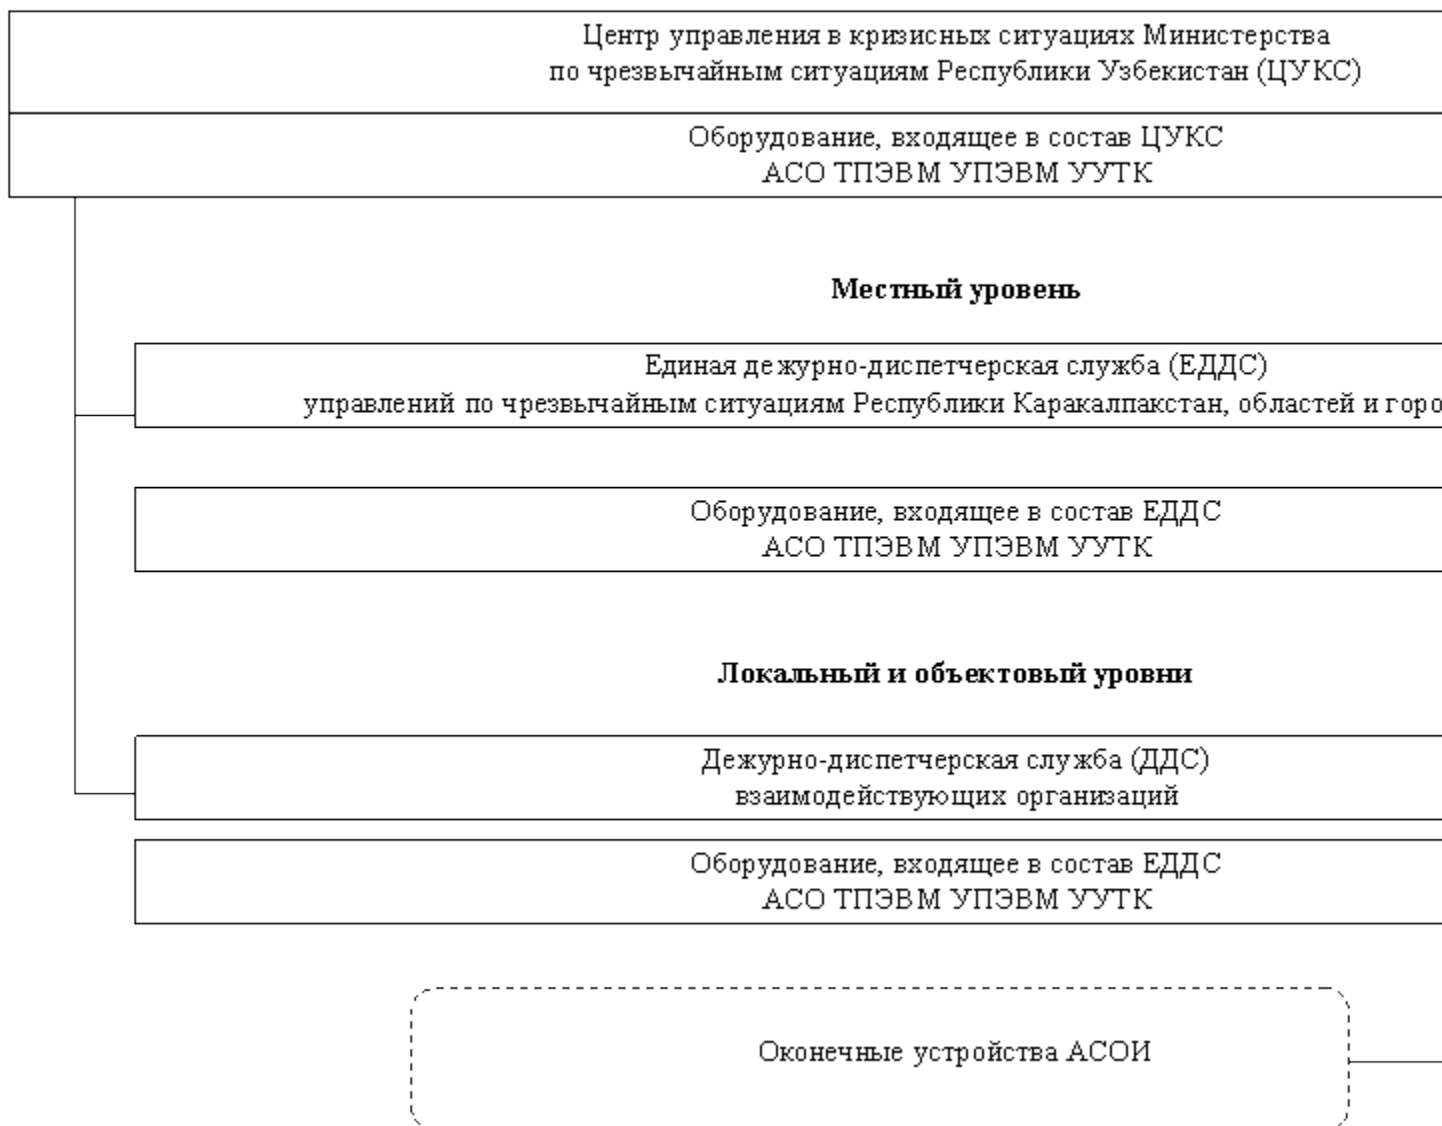 Центр управления в кризисных ситуациях Министерства
по чрезвычайным ситуациям Республики Узбекистан (ЦУКС)
Оборудование, входящее в состав ЦУКС
АСО ТПЭВМ УПЭВМ УУТК
Местный уровень
Единая дежурно-диспетчерская служба (ЕДДС)
управлений по чрезвычайным ситуациям Республики Каракалпакстан, областей и
Оборудование, входящее в состав ЕДДС
АСО ТПЭВМ УПЭВМ УУТК
Локальный и объектовый уровни
Дежурно-диспетчерская служба (ДДС)
взаимодействующих организаций
Оборудование, входящее в состав ЕДДС
АСО ТПЭВМ УПЭВМ УУТК
Оконечные устройства АСОИ